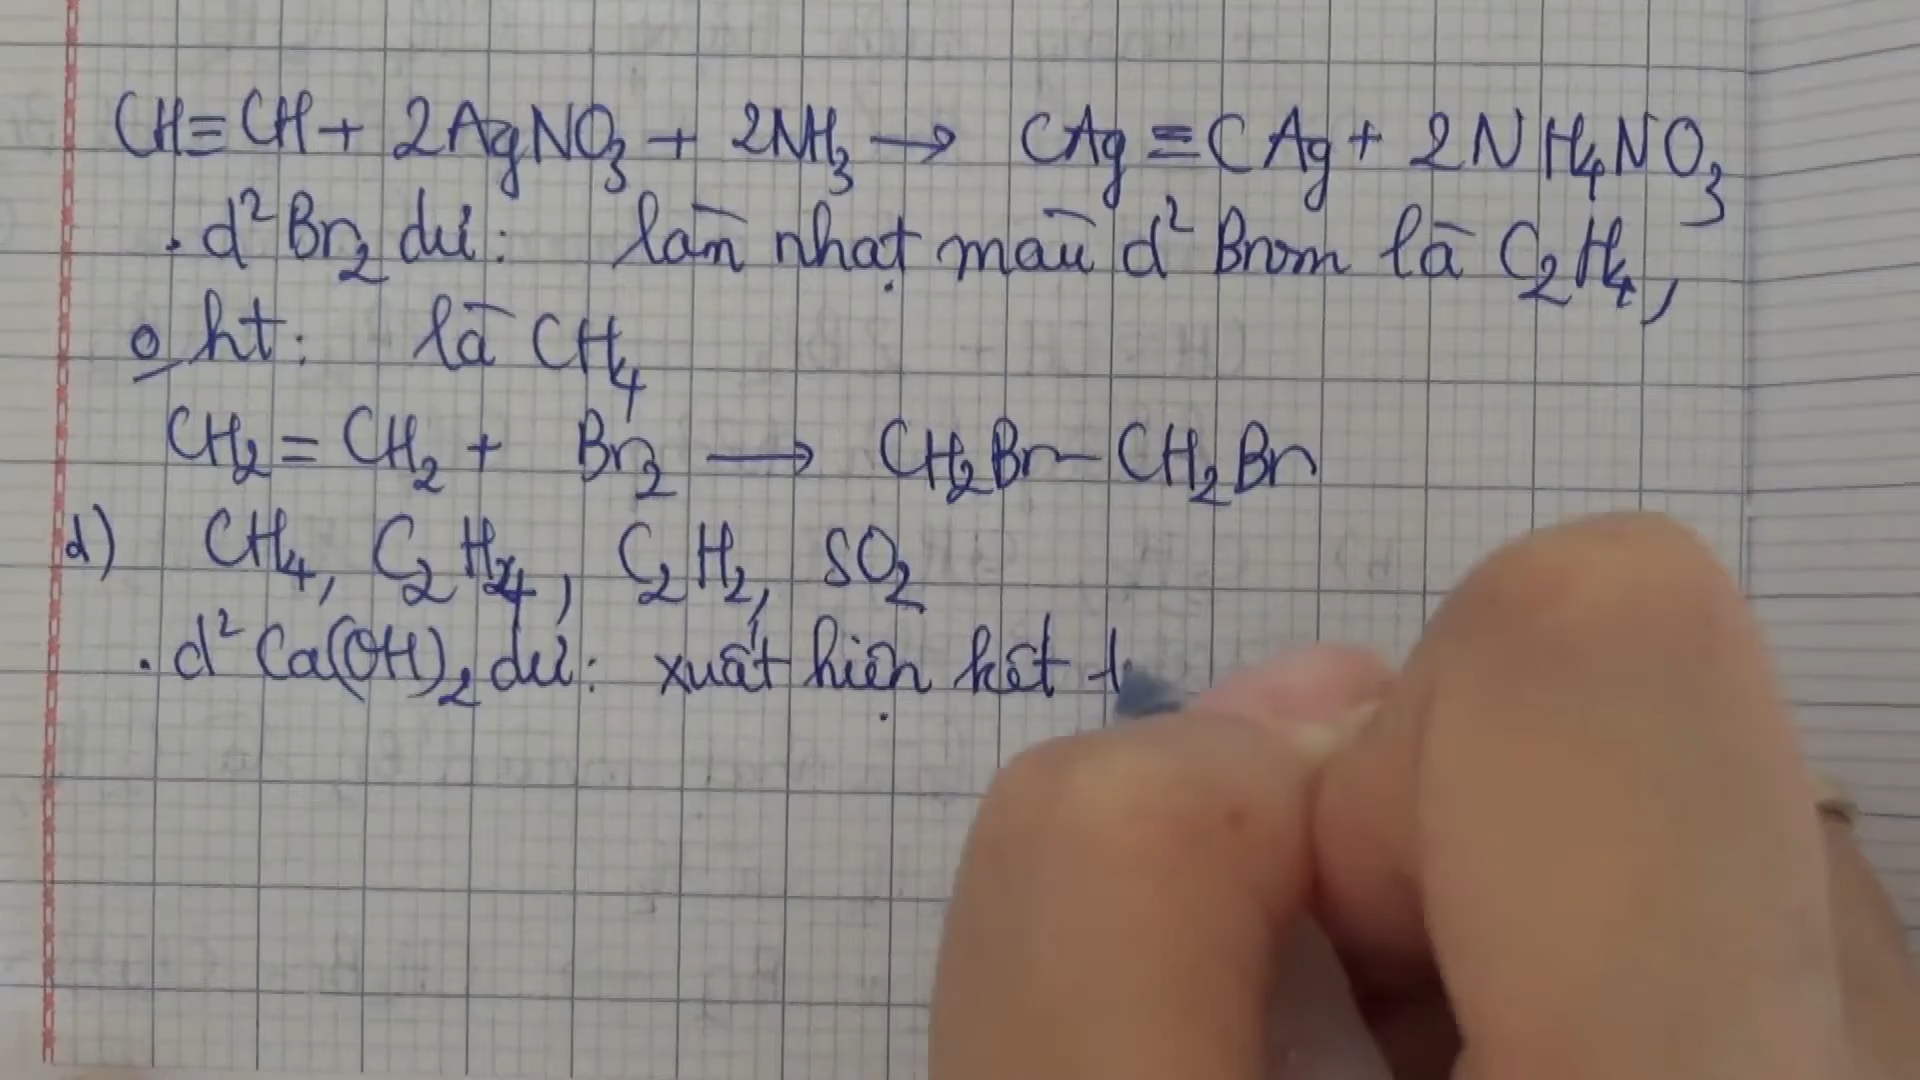 CH≡CH + 2AgNO₃ + 2NH₃ → CAg≡CAg + 2NH₄NO₃
. d² Br₂ dư: làm nhạt màu d² Brom là C₂H₄,
o ht: là CH₄
CH₂=CH₂ + Br₂ → CH₂Br-CH₂Br
d) CH₄, C₂H₄, C₂H₂, SO₂
. d² Ca(OH)₂ dư: xuất hiện kết